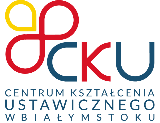 CKU
CENTRUM KSZTAŁCENIA
USTAWICZNEGO
W BIAŁYMSTOKU